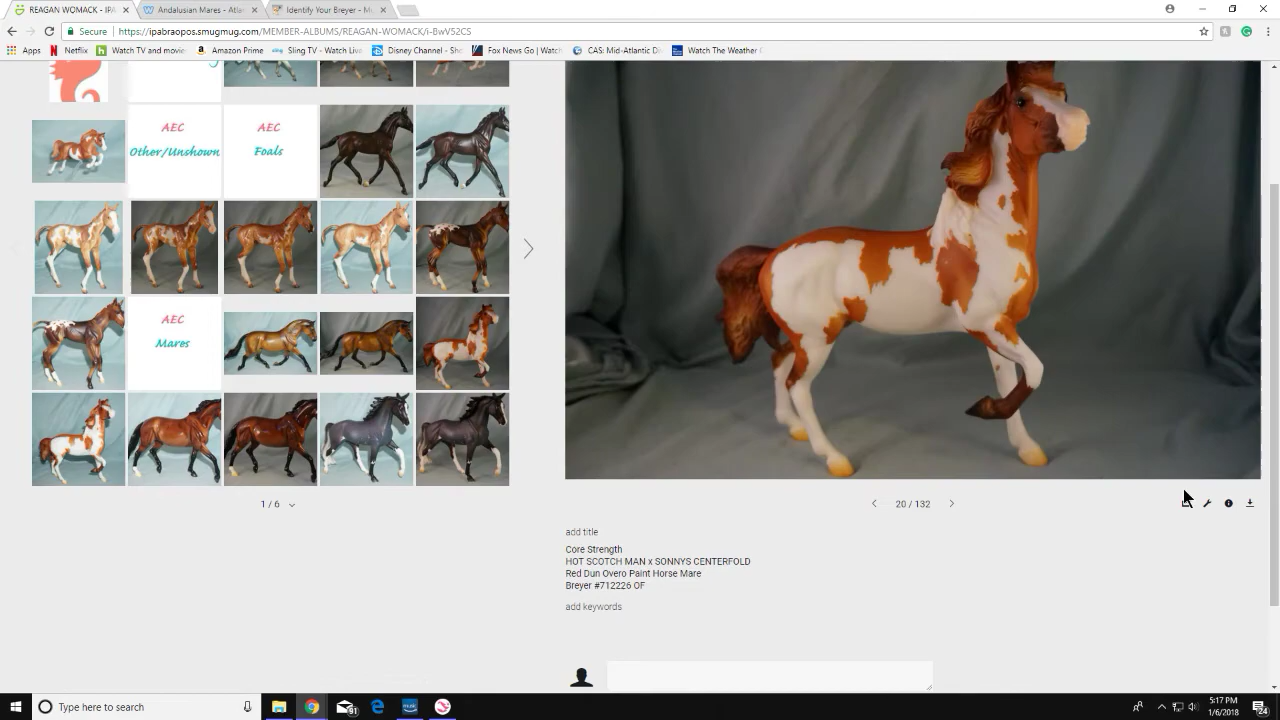 REAGAN WOMACK - IPA
Andalusian Mares - Atla
Identify Your Breyer - M
Secure
https://ipabraopos.smugmug.com/MEMBER-ALBUMS/REAGAN-WOMACK/i-BwV52CS
Apps
Netflix
Watch TV and movie
Amazon Prime
Sling TV - Watch Live
Disney Channel - Sh
Fox News Go | Watch
CAS: Mid-Atlantic Di
Watch The Weather
AEC
Other/Unshown
AEC
Foals
AEC
Mares
1 / 6
20 / 132
add title
Core Strength
HOT SCOTCH MAN x SONNYS CENTERFOLD
Red Dun Overo Paint Horse Mare
Breyer #712226 OF
add keywords
Type here to search
5:17 PM
1/6/2018